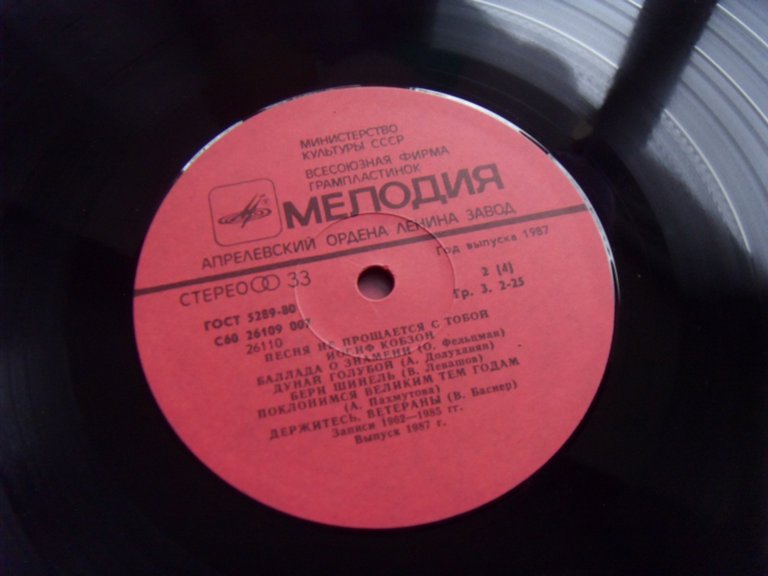 МИНИСТЕРСТВО
КУЛЬТУРЫ СССР
ВСЕСОЮЗНАЯ ФИРМА
ГРАМПЛАСТИНОК
МЕЛОДИЯ
АПРЕЛЕВСКИЙ ОРДЕНА ЛЕНИНА ЗАВОД
Год выпуска 1987
СТЕРЕО 33
2 [4]
ГОСТ 5289-80
Гр. 3. 2-25
С60 26109 007
26110
ПЕСНЯ НЕ ПРОЩАЕТСЯ С ТОБОЙ
ИОСИФ КОБЗОН
БАЛЛАДА О ЗНАМЕНИ (О. Фельцман)
ДУНАЙ ГОЛУБОЙ (А. Долуханян)
БЕРИ ШИНЕЛЬ (В. Левашов)
ПОКЛОНИМСЯ ВЕЛИКИМ ТЕМ ГОДАМ
(А. Пахмутова)
ДЕРЖИТЕСЬ, ВЕТЕРАНЫ (В. Баснер)
Записи 1962—1985 гг.
Выпуск 1987 г.